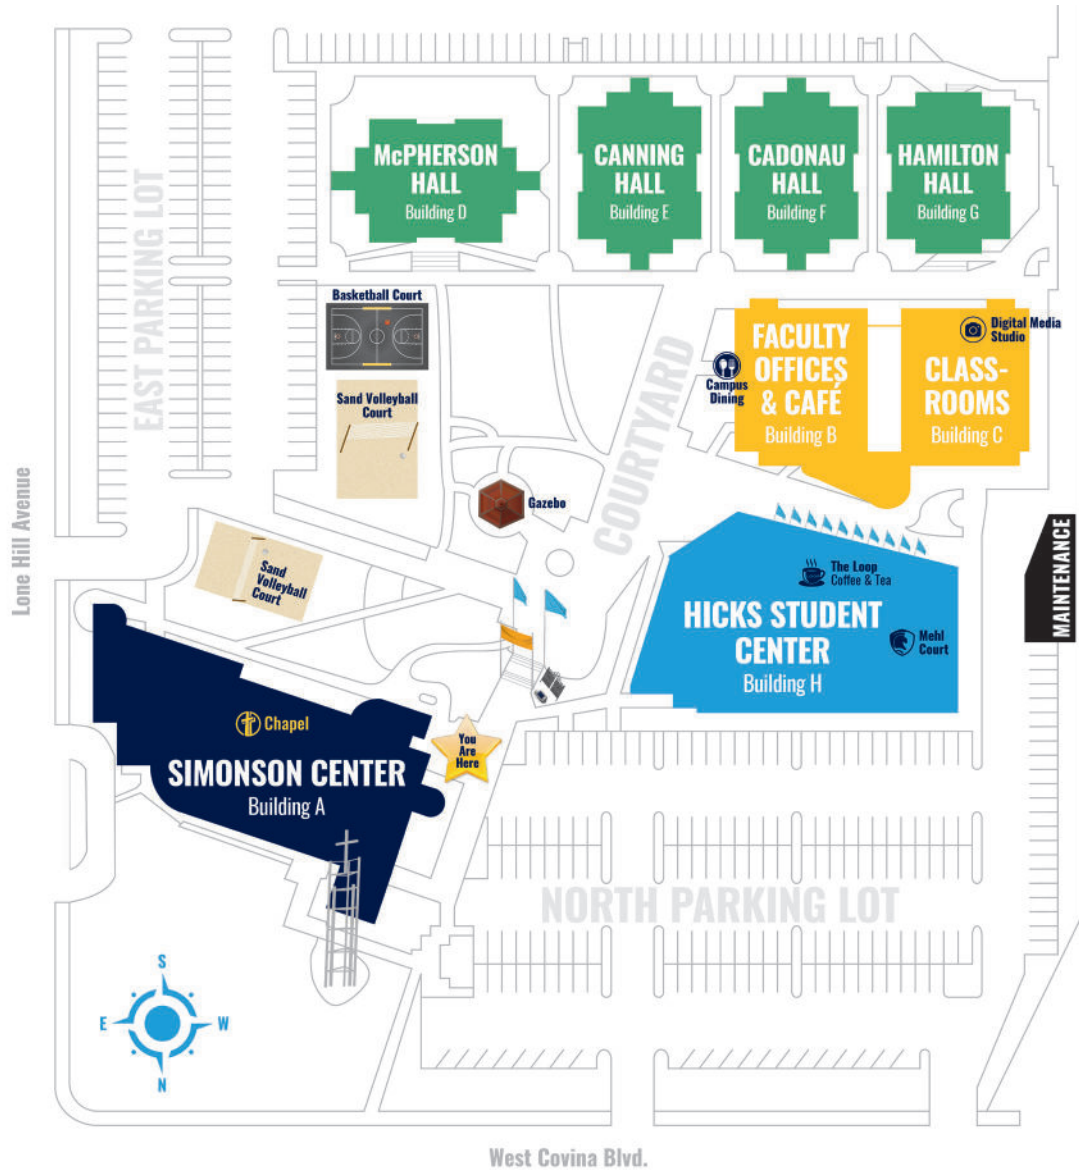 McPHERSON
HALL
Building D
CANNING
HALL
Building E
CADONAU
HALL
Building F
HAMILTON
HALL
Building G
EAST PARKING LOT
Basketball Court
Sand Volleyball
Court
COURTYARD
Campus
Dining
FACULTY
OFFICES
& CAFÉ
Building B
Digital Media
Studio
CLASS-
ROOMS
Building C
Gazebo
Lone Hill Avenue
Sand
Volleyball
Court
The Loop
Coffee & Tea
HICKS STUDENT
CENTER
Building H
Mehl
Court
MAINTENANCE
Chapel
SIMONSON CENTER
Building A
You
Are
Here
NORTH PARKING LOT
S
E
W
N
West Covina Blvd.